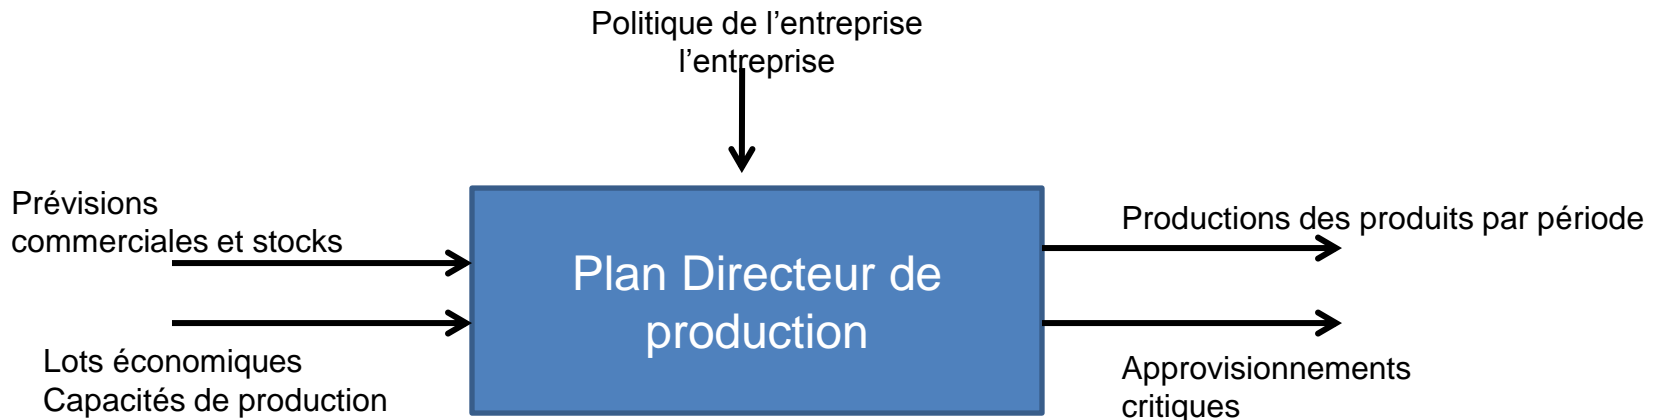 Politique de l’entreprise
l’entreprise
Prévisions
commerciales et stocks
Lots économiques
Capacités de production
Plan Directeur de
production
Productions des produits par période
Approvisionnements
critiques